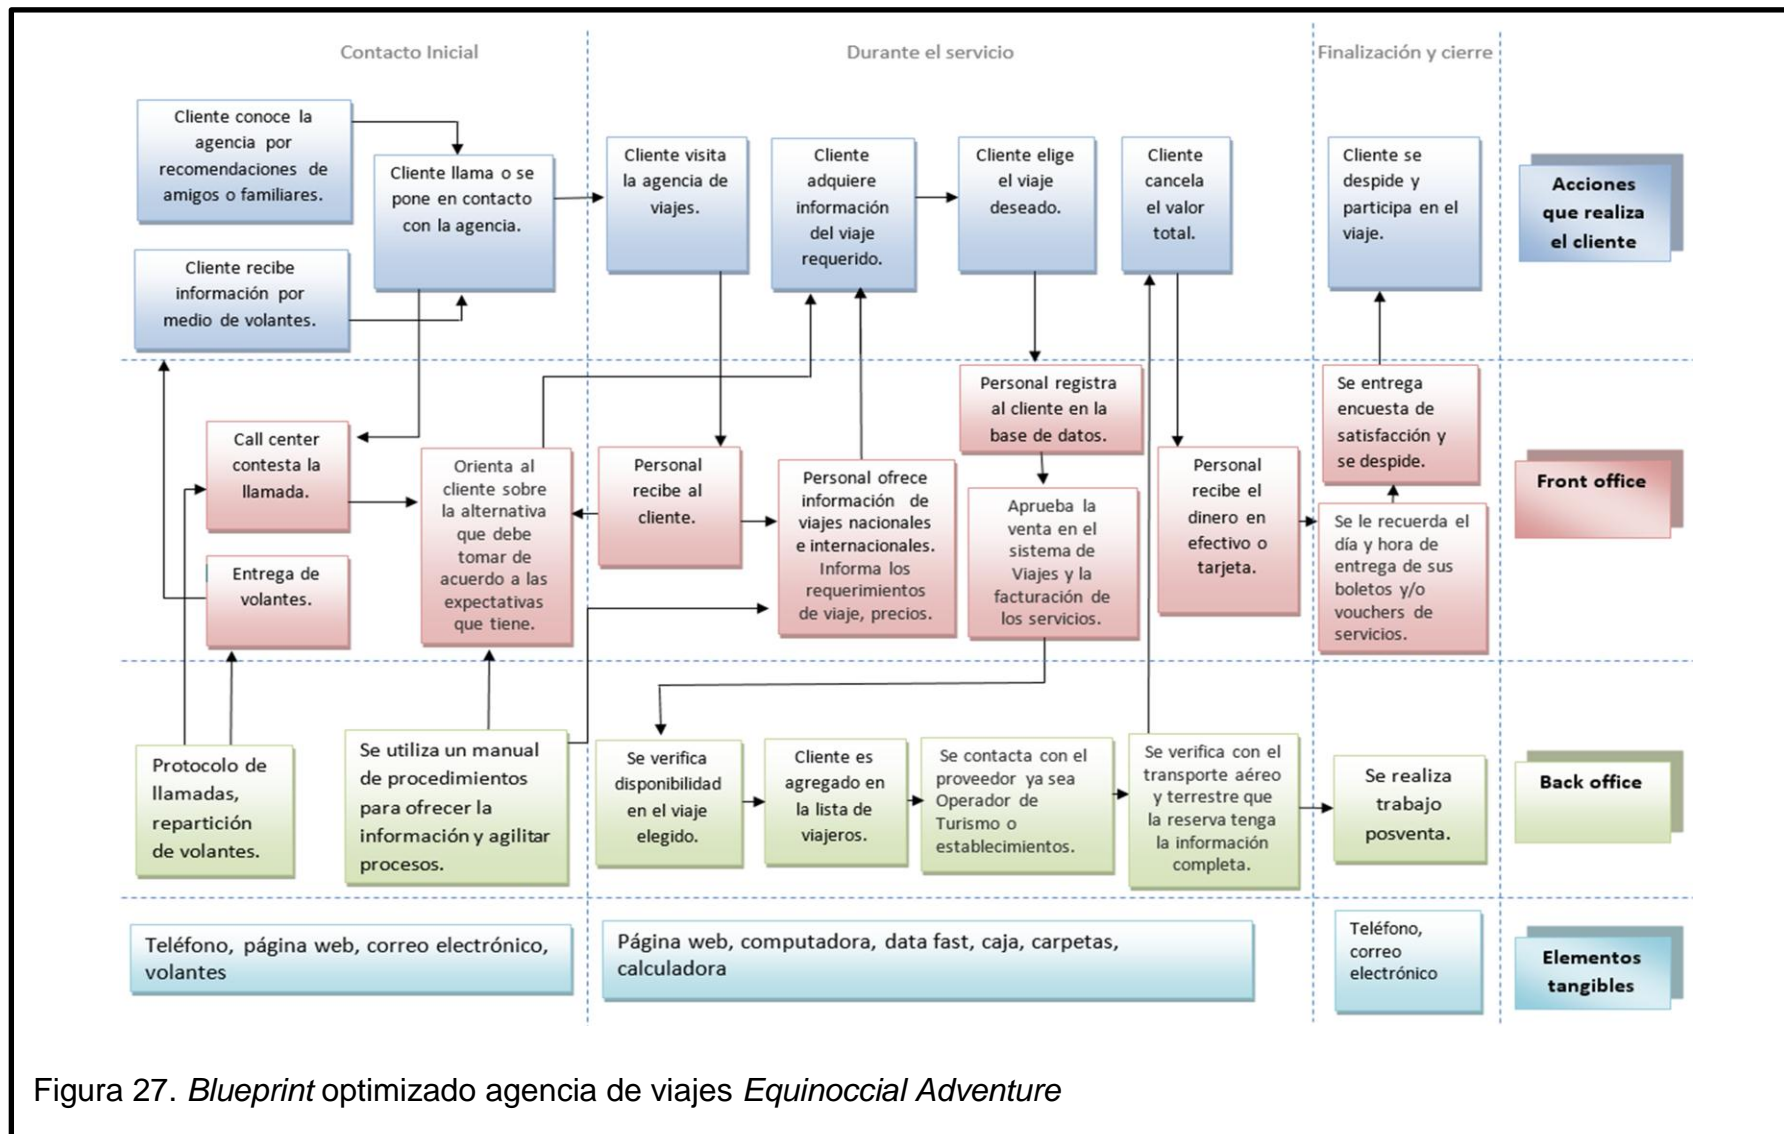 Contacto Inicial
Durante el servicio
Finalización y cierre
Cliente conoce la
agencia por
recomendaciones de
amigos o familiares.
Cliente recibe
información por
medio de volantes.
Cliente llama o se
pone en contacto
con la agencia.
Cliente visita
la agencia de
viajes.
Cliente
adquiere
información
del viaje
requerido.
Cliente elige
el viaje
deseado.
Cliente
cancela
el valor
total.
Cliente se
despide y
participa en el
viaje.
Acciones
que realiza
el cliente
Call center
contesta la
llamada.
Entrega de
volantes.
Orienta al
cliente sobre
la alternativa
que debe
tomar de
acuerdo a las
expectativas
que tiene.
Personal
recibe al
cliente.
Personal ofrece
información de
viajes nacionales
e internacionales.
Informa los
requerimientos
de viaje, precios.
Personal registra
al cliente en la
base de datos.
Aprueba la
venta en el
sistema de
Viajes y la
facturación de
los servicios.
Personal
recibe el
dinero en
efectivo o
tarjeta.
Se entrega
encuesta de
satisfacción y
se despide.
Se le recuerda el
día y hora de
entrega de sus
boletos y/o
vouchers de
servicios.
Front office
Protocolo de
llamadas,
repartición
de volantes.
Se utiliza un manual
de procedimientos
para ofrecer la
información y agilitar
procesos.
Se verifica
disponibilidad
en el viaje
elegido.
Cliente es
agregado en
la lista de
viajeros.
Se contacta con el
proveedor ya sea
Operador de
Turismo o
establecimientos.
Se verifica con el
transporte aéreo
y terrestre que
la reserva tenga
la información
completa.
Se realiza
trabajo
posventa.
Back office
Teléfono, página web, correo electrónico,
volantes
Página web, computadora, data fast, caja, carpetas,
calculadora
Teléfono,
correo
electrónico
Elementos
tangibles
Figura 27. Blueprint optimizado agencia de viajes Equinoccial Adventure